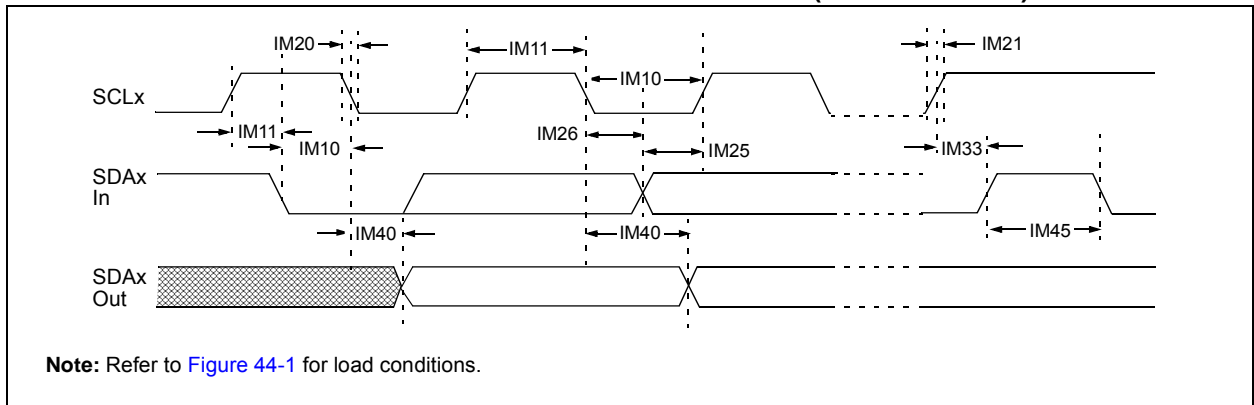 IM20
IM11
IM21
IM10
SCLx
IM11
IM10
IM26
IM25
IM33
SDAx
In
IM40
IM40
IM45
SDAx
Out
Note: Refer to Figure 44-1 for load conditions.